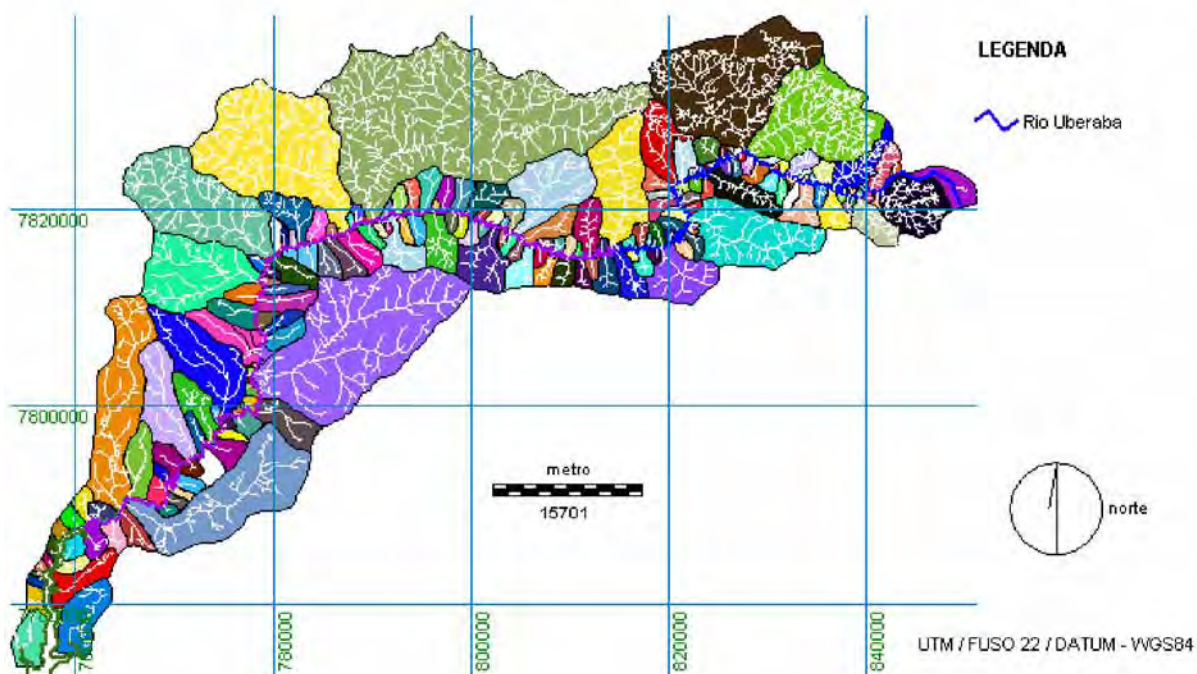 LEGENDA
Rio Uberaba
7820000
7800000
metro
15701
norte
780000
800000
820000
840000
UTM / FUSO 22 / DATUM - WGS84